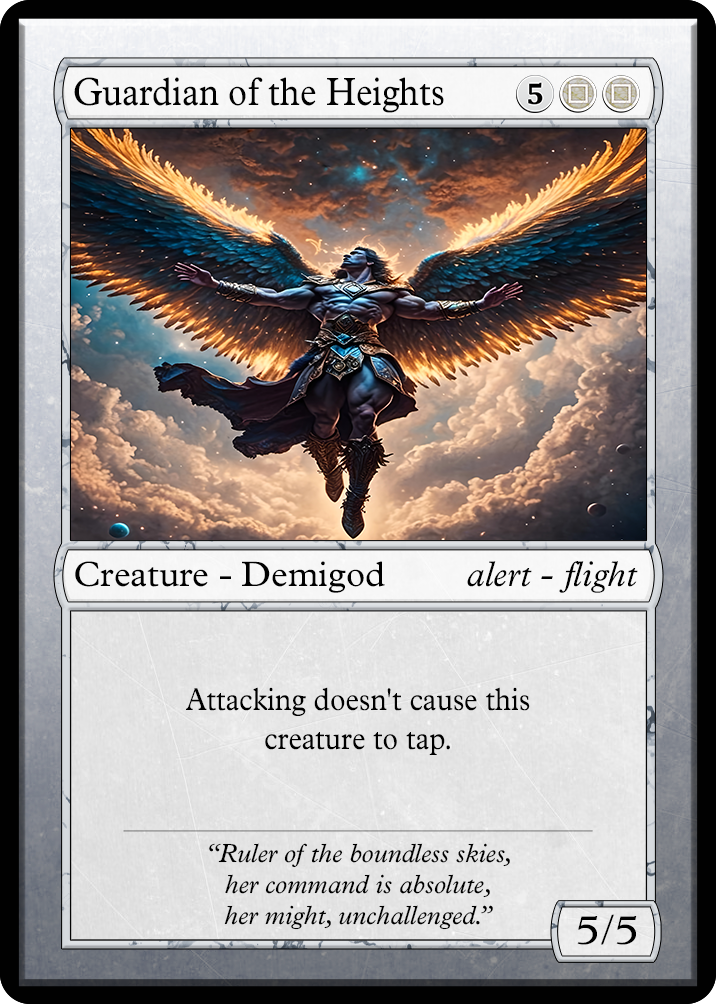 Guardian of the Heights 5
Creature - Demigod alert - flight
Attacking doesn't cause this
creature to tap.
“Ruler of the boundless skies,
her command is absolute,
her might, unchallenged.”
5/5